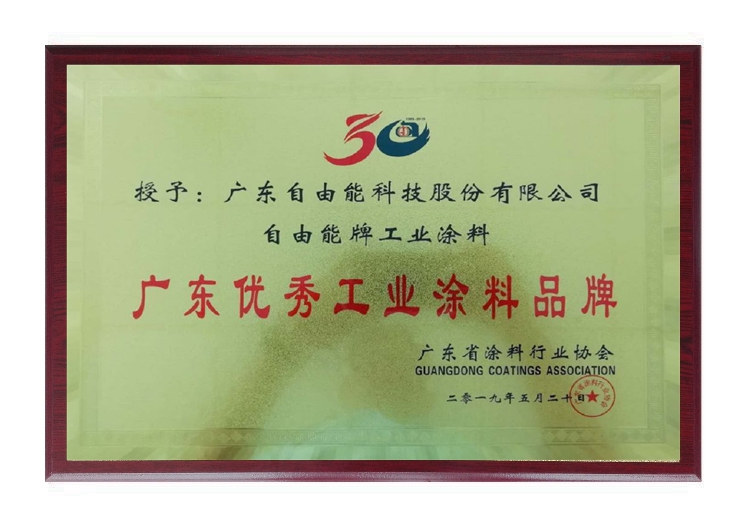 30
授予：广东自由能科技股份有限公司
自由能牌工业涂料
广东优秀工业涂料品牌
广东省涂料行业协会
GUANGDONG COATINGS ASSOCIATION
二零一九年五月二十日